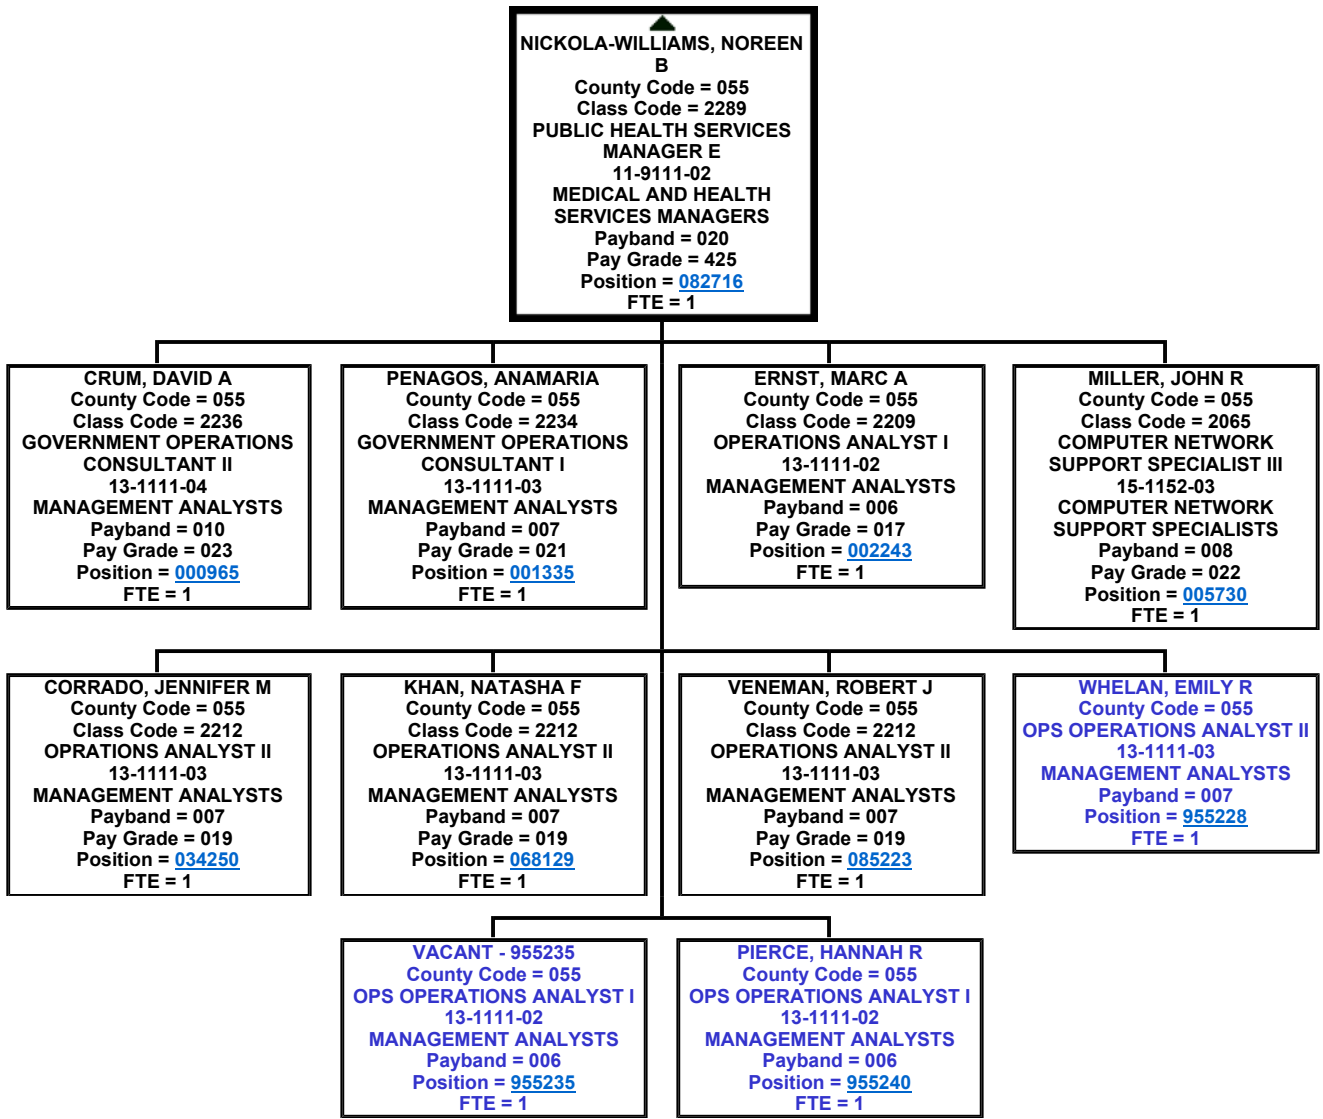 NICKOLA-WILLIAMS, NOREEN
B
County Code = 055
Class Code = 2289
PUBLIC HEALTH SERVICES
MANAGER E
11-9111-02
MEDICAL AND HEALTH
SERVICES MANAGERS
Payband = 020
Pay Grade = 425
Position = 082716
FTE = 1
CRUM, DAVID A
County Code = 055
Class Code = 2236
GOVERNMENT OPERATIONS
CONSULTANT II
13-1111-04
MANAGEMENT ANALYSTS
Payband = 010
Pay Grade = 023
Position = 000965
FTE = 1
PENAGOS, ANAMARIA
County Code = 055
Class Code = 2234
GOVERNMENT OPERATIONS
CONSULTANT I
13-1111-03
MANAGEMENT ANALYSTS
Payband = 007
Pay Grade = 021
Position = 001335
FTE = 1
ERNST, MARC A
County Code = 055
Class Code = 2209
OPERATIONS ANALYST I
13-1111-02
MANAGEMENT ANALYSTS
Payband = 006
Pay Grade = 017
Position = 002243
FTE = 1
MILLER, JOHN R
County Code = 055
Class Code = 2065
COMPUTER NETWORK
SUPPORT SPECIALIST III
15-1152-03
COMPUTER NETWORK
SUPPORT SPECIALISTS
Payband = 008
Pay Grade = 022
Position = 005730
FTE = 1
CORRADO, JENNIFER M
County Code = 055
Class Code = 2212
OPRATIONS ANALYST II
13-1111-03
MANAGEMENT ANALYSTS
Payband = 007
Pay Grade = 019
Position = 034250
FTE = 1
KHAN, NATASHA F
County Code = 055
Class Code = 2212
OPERATIONS ANALYST II
13-1111-03
MANAGEMENT ANALYSTS
Payband = 007
Pay Grade = 019
Position = 068129
FTE = 1
VENEMAN, ROBERT J
County Code = 055
Class Code = 2212
OPERATIONS ANALYST II
13-1111-03
MANAGEMENT ANALYSTS
Payband = 007
Pay Grade = 019
Position = 085223
FTE = 1
WHELAN, EMILY R
County Code = 055
OPS OPERATIONS ANALYST II
13-1111-03
MANAGEMENT ANALYSTS
Payband = 007
Position = 955228
FTE = 1
VACANT - 955235
County Code = 055
OPS OPERATIONS ANALYST I
13-1111-02
MANAGEMENT ANALYSTS
Payband = 006
Position = 955235
FTE = 1
PIERCE, HANNAH R
County Code = 055
OPS OPERATIONS ANALYST I
13-1111-02
MANAGEMENT ANALYSTS
Payband = 006
Position = 955240
FTE = 1